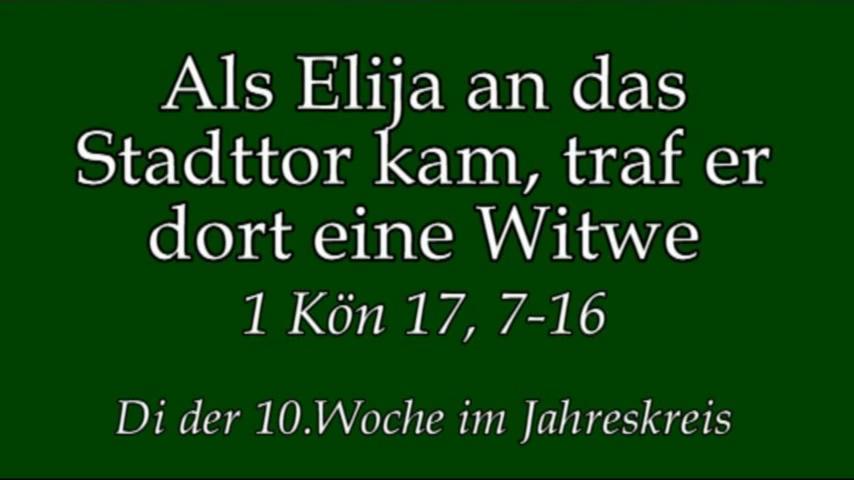 Als Elija an das
Stadttor kam, traf er
dort eine Witwe
1 Kön 17, 7-16
Di der 10.Woche im Jahreskreis